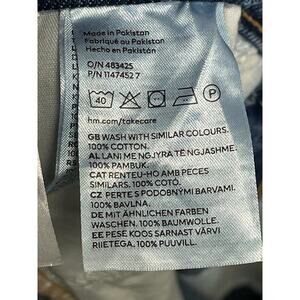 Made in Pakistan
Fabriqué au Pakistan
Hecho en Pakistán
O/N 483425
P/N 1147452 7
40
hm.com/takecare
GB WASH WITH SIMILAR COLOURS.
100% COTTON.
AL LANI ME NGJYRA TË NGJASHME.
100% PAMBUK.
CAT RENTEU-HO AMB PECES
SIMILARS. 100% COTÓ.
CZ PERTE S PODOBNÝMI BARVAMI.
100% BAVLNA.
DE MIT ÄHNLICHEN FARBEN
WASCHEN. 100% BAUMWOLLE.
EE PESE KOOS SARNAST VÄRVI
RIIETEGA. 100% PUUVILL.